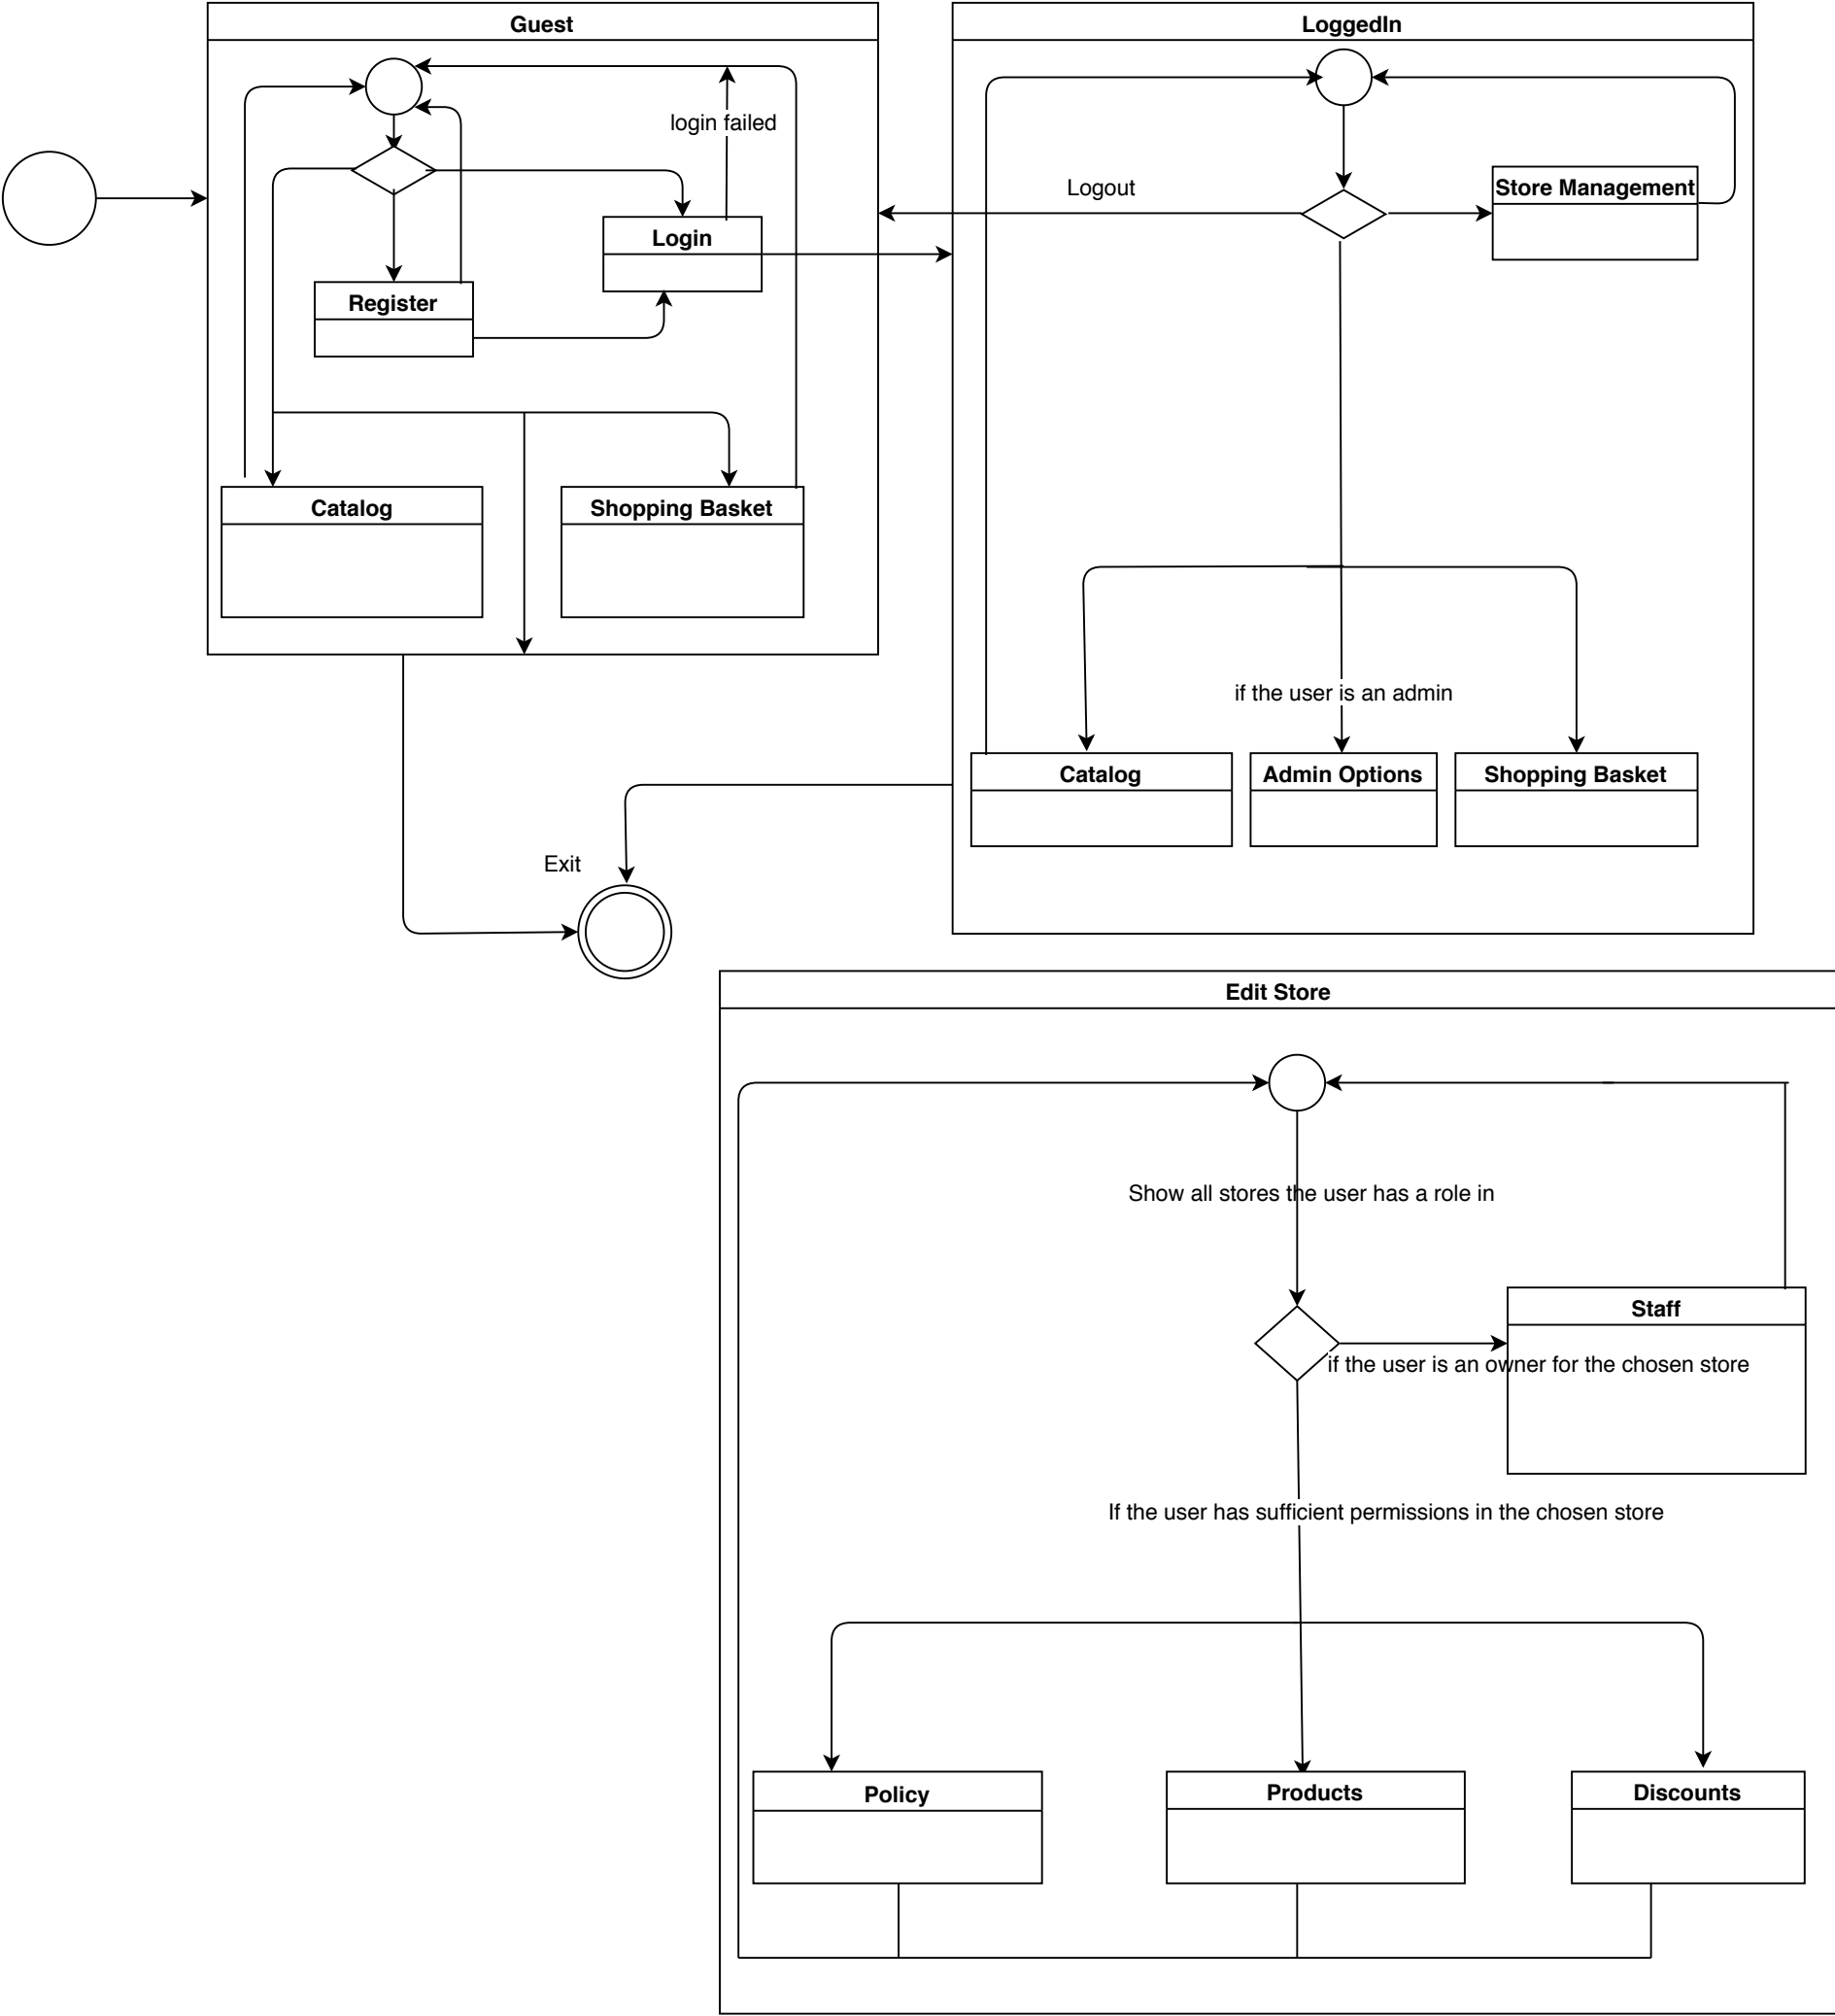 Guest
LoggedIn
login failed
Logout
Store Management
Login
Register
Catalog
Shopping Basket
if the user is an admin
Catalog
Admin Options
Shopping Basket
Exit
Edit Store
Show all stores the user has a role in
Staff
if the user is an owner for the chosen store
If the user has sufficient permissions in the chosen store
Policy
Products
Discounts